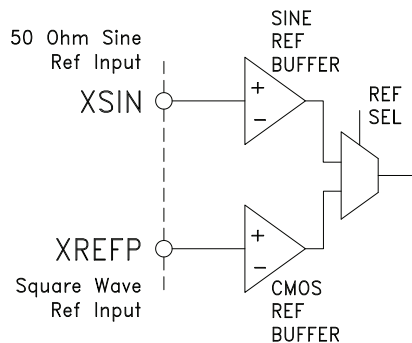 50 Ohm Sine
Ref Input
XSIN
SINE
REF
BUFFER
+
−
REF
SEL
XREFP
Square Wave
Ref Input
+
−
CMOS
REF
BUFFER